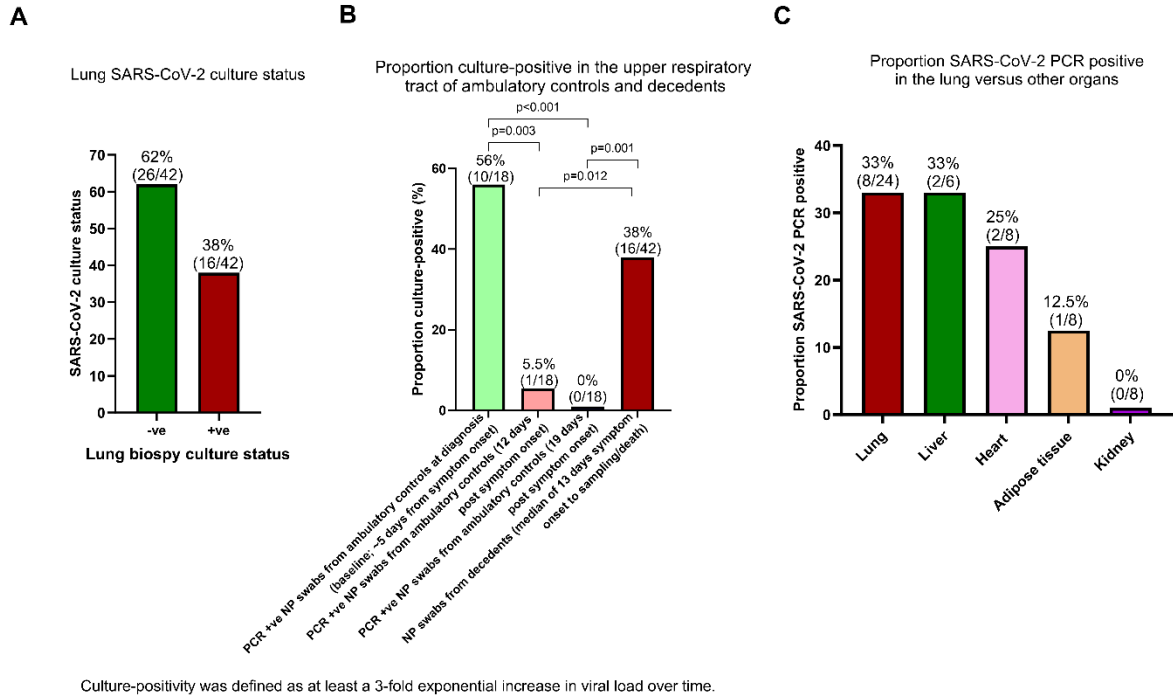 A
Lung SARS-CoV-2 culture status
SARS-CoV-2 culture status
70
60
50
40
30
20
10
0
62%
(26/42)
38%
(16/42)
-ve
+ve
Lung biospy culture status
B
Proportion culture-positive in the upper respiratory
tract of ambulatory controls and decedents
p<0.001
p=0.003
p=0.001
p=0.012
Proportion culture-positive (%)
60
40
20
0
56%
(10/18)
5.5%
(1/18)
0%
(0/18)
38%
(16/42)
PCR +ve NP swabs from ambulatory controls at diagnosis
(baseline; ~5 days from symptom onset)
PCR +ve NP swabs from ambulatory controls (12 days
post symptom onset)
PCR +ve NP swabs from ambulatory controls (19 days
post symptom onset)
NP swabs from decedents (median of 13 days symptom
onset to sampling/death)
C
Proportion SARS-CoV-2 PCR positive
in the lung versus other organs
Proportion SARS-CoV-2 PCR positive
40
30
20
10
0
33%
(8/24)
33%
(2/6)
25%
(2/8)
12.5%
(1/8)
0%
(0/8)
Lung
Liver
Heart
Adipose tissue
Kidney
Culture-positivity was defined as at least a 3-fold exponential increase in viral load over time.